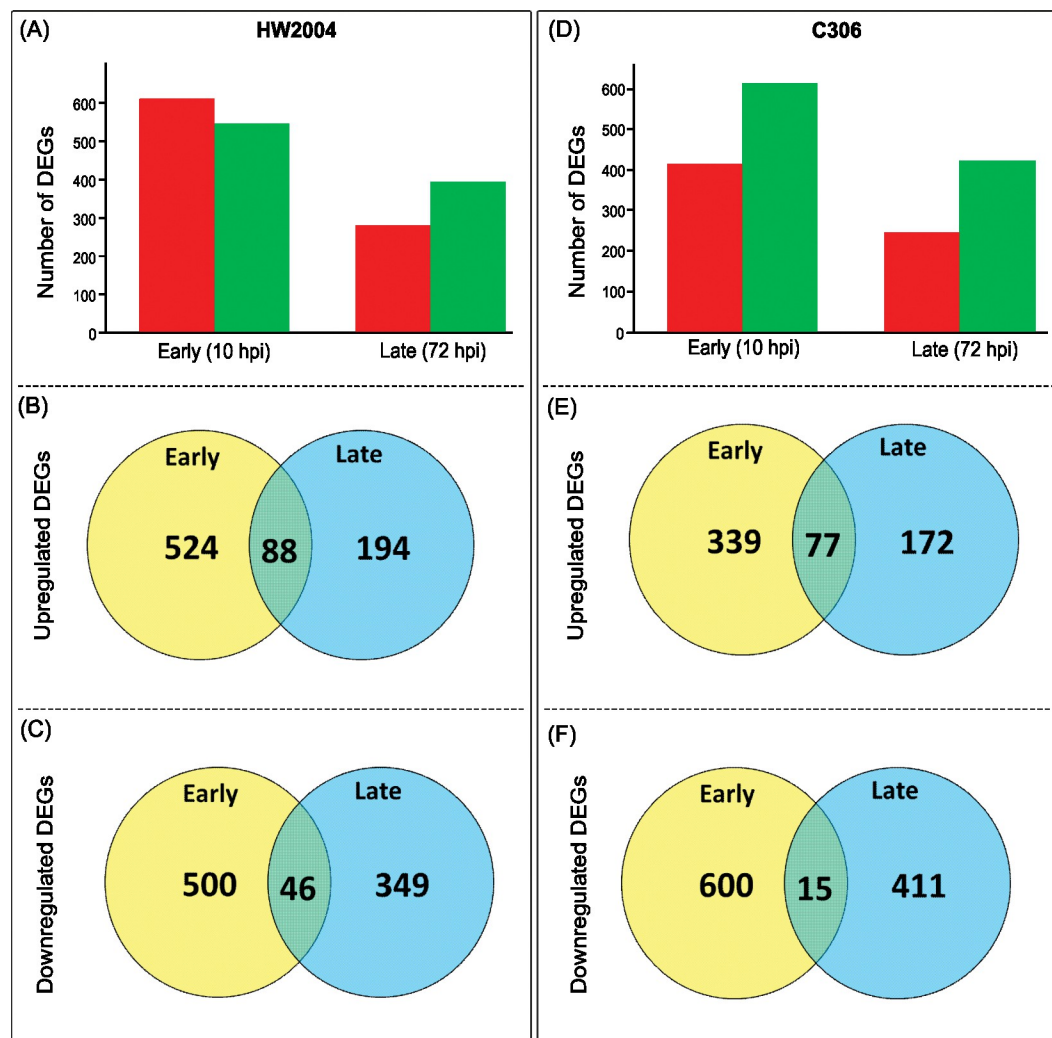 (A)
HW2004
Number of DEGs
600
500
400
300
200
100
0
Early (10 hpi)
Late (72 hpi)
(B)
Upregulated DEGs
Early
Late
524
88
194
(C)
Downregulated DEGs
Early
Late
500
46
349
(D)
C306
Number of DEGs
600
500
400
300
200
100
0
Early (10 hpi)
Late (72 hpi)
(E)
Upregulated DEGs
Early
Late
339
77
172
(F)
Downregulated DEGs
Early
Late
600
15
411